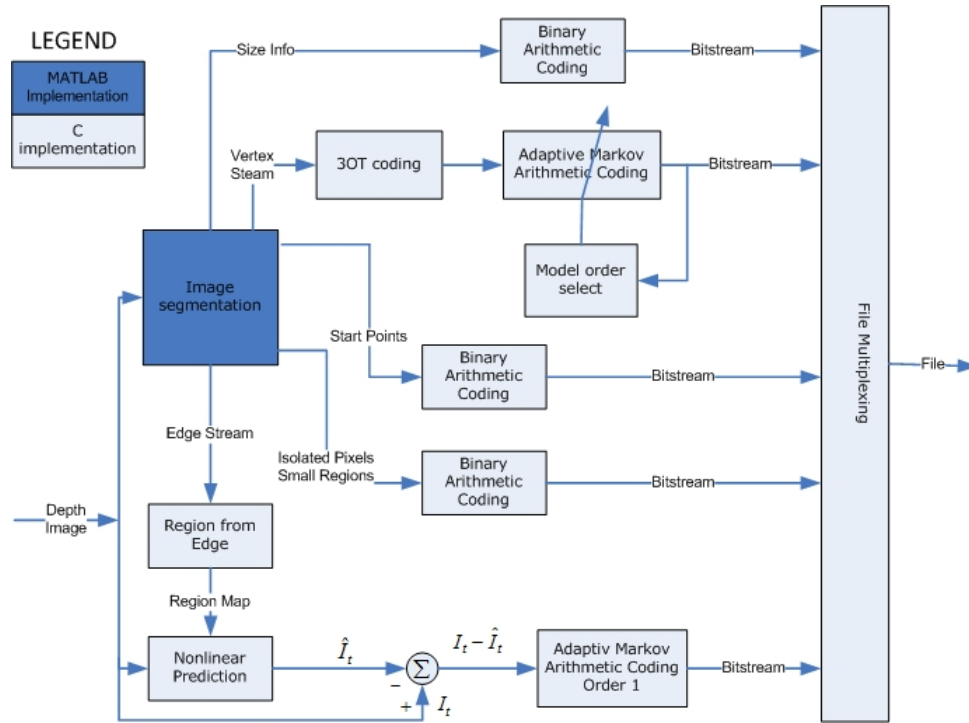 LEGEND
MATLAB
Implementation
C
implementation
Size Info
Binary
Arithmetic
Coding
Bitstream
Vertex
Steam
3OT coding
Adaptive Markov
Arithmetic Coding
Bitstream
Model order
select
Image
segmentation
Start Points
Binary
Arithmetic
Coding
Bitstream
Edge Stream
Isolated Pixels
Small Regions
Binary
Arithmetic
Coding
Bitstream
Depth
Image
Region from
Edge
Region Map
Nonlinear
Prediction
Î_t
−
+
Σ
I_t
I_t − Î_t
Adaptiv Markov
Arithmetic Coding
Order 1
Bitstream
File Multiplexing
File